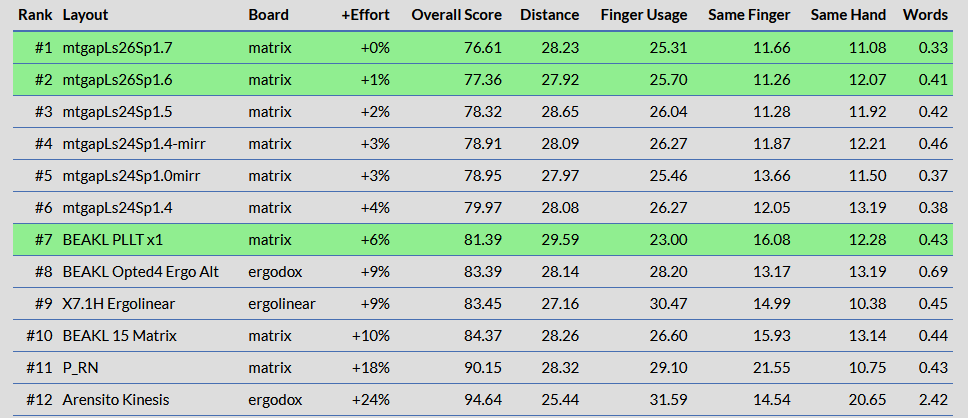 Rank Layout Board +Effort Overall Score Distance Finger Usage Same Finger Same Hand Words
#1 mtgapLs26Sp1.7 matrix +0% 76.61 28.23 25.31 11.66 11.08 0.33
#2 mtgapLs26Sp1.6 matrix +1% 77.36 27.92 25.70 11.26 12.07 0.41
#3 mtgapLs24Sp1.5 matrix +2% 78.32 28.65 26.04 11.28 11.92 0.42
#4 mtgapLs24Sp1.4-mirr matrix +3% 78.91 28.09 26.27 11.87 12.21 0.46
#5 mtgapLs24Sp1.0mirr matrix +3% 78.95 27.97 25.46 13.66 11.50 0.37
#6 mtgapLs24Sp1.4 matrix +4% 79.97 28.08 26.27 12.05 13.19 0.38
#7 BEAKL PLLT x1 matrix +6% 81.39 29.59 23.00 16.08 12.28 0.43
#8 BEAKL Opted4 Ergo Alt ergodox +9% 83.39 28.14 28.20 13.17 13.19 0.69
#9 X7.1H Ergolinear ergolinear +9% 83.45 27.16 30.47 14.99 10.38 0.45
#10 BEAKL 15 Matrix matrix +10% 84.37 28.26 26.60 15.93 13.14 0.44
#11 P_RN matrix +18% 90.15 28.32 29.10 21.55 10.75 0.43
#12 Arensito Kinesis ergodox +24% 94.64 25.44 31.59 14.54 20.65 2.42